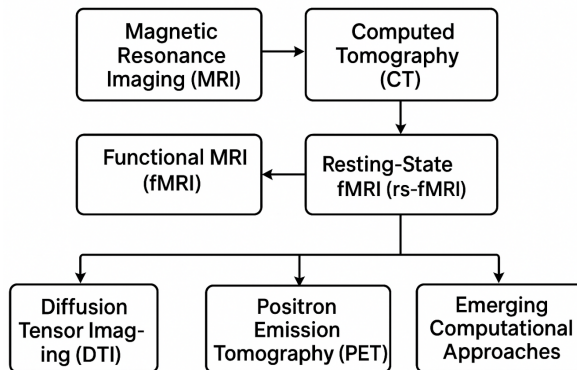 Magnetic
Resonance
Imaging (MRI)
Computed
Tomography
(CT)
Functional MRI
(fMRI)
Resting-State
fMRI (rs-fMRI)
Diffusion
Tensor Imag-
ing (DTI)
Positron
Emission
Tomography (PET)
Emerging
Computational
Approaches